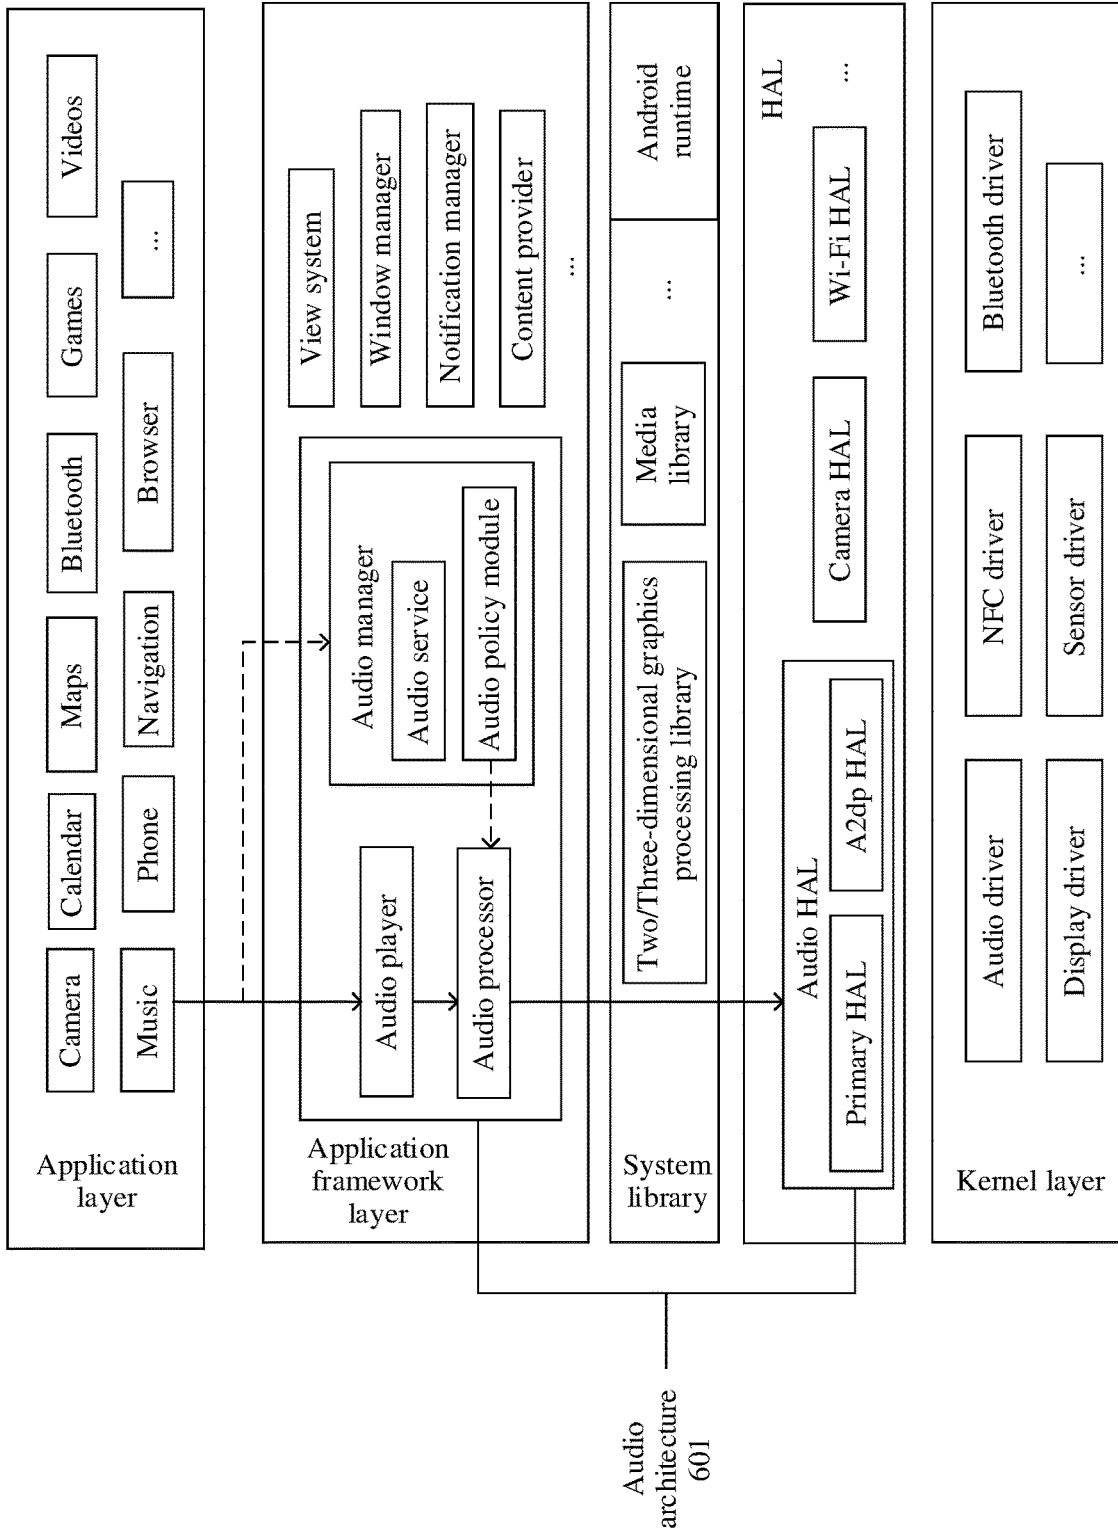 Camera
Calendar
Maps
Bluetooth
Games
Videos
Music
Phone
Navigation
Browser
...
Application
layer
Audio manager
View system
Audio player
Audio service
Window manager
Audio processor
Audio policy module
Notification manager
Content provider
...
Application
framework
layer
Audio
architecture
601
System
library
Two/Three-dimensional graphics
processing library
Media
library
...
Android
runtime
HAL
Audio HAL
Primary HAL
A2dp HAL
Camera HAL
Wi-Fi HAL
...
Kernel layer
Audio driver
NFC driver
Bluetooth driver
Display driver
Sensor driver
...